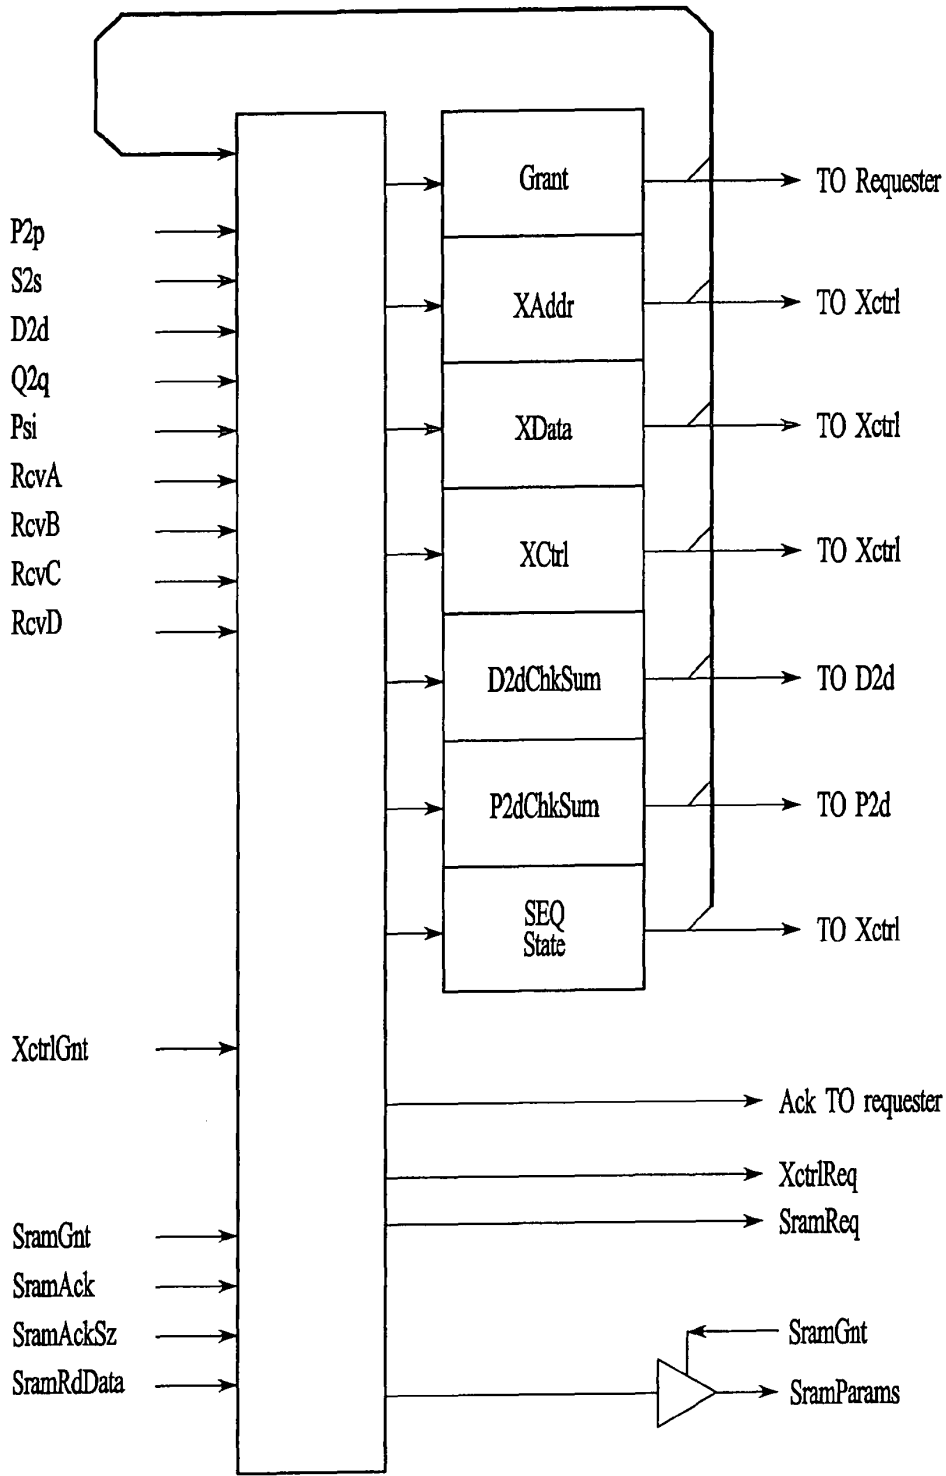 Grant
TO Requester
P2p
S2s
XAddr
TO Xctrl
D2d
Q2q
Psi
XData
TO Xctrl
RcvA
RcvB
XCtrl
TO Xctrl
RcvC
RcvD
D2dChkSum
TO D2d
P2dChkSum
TO P2d
SEQ
State
TO Xctrl
XctrlGnt
Ack TO requester
XctrlReq
SramReq
SramGnt
SramAck
SramAckSz
SramGnt
SramRdData
SramParams